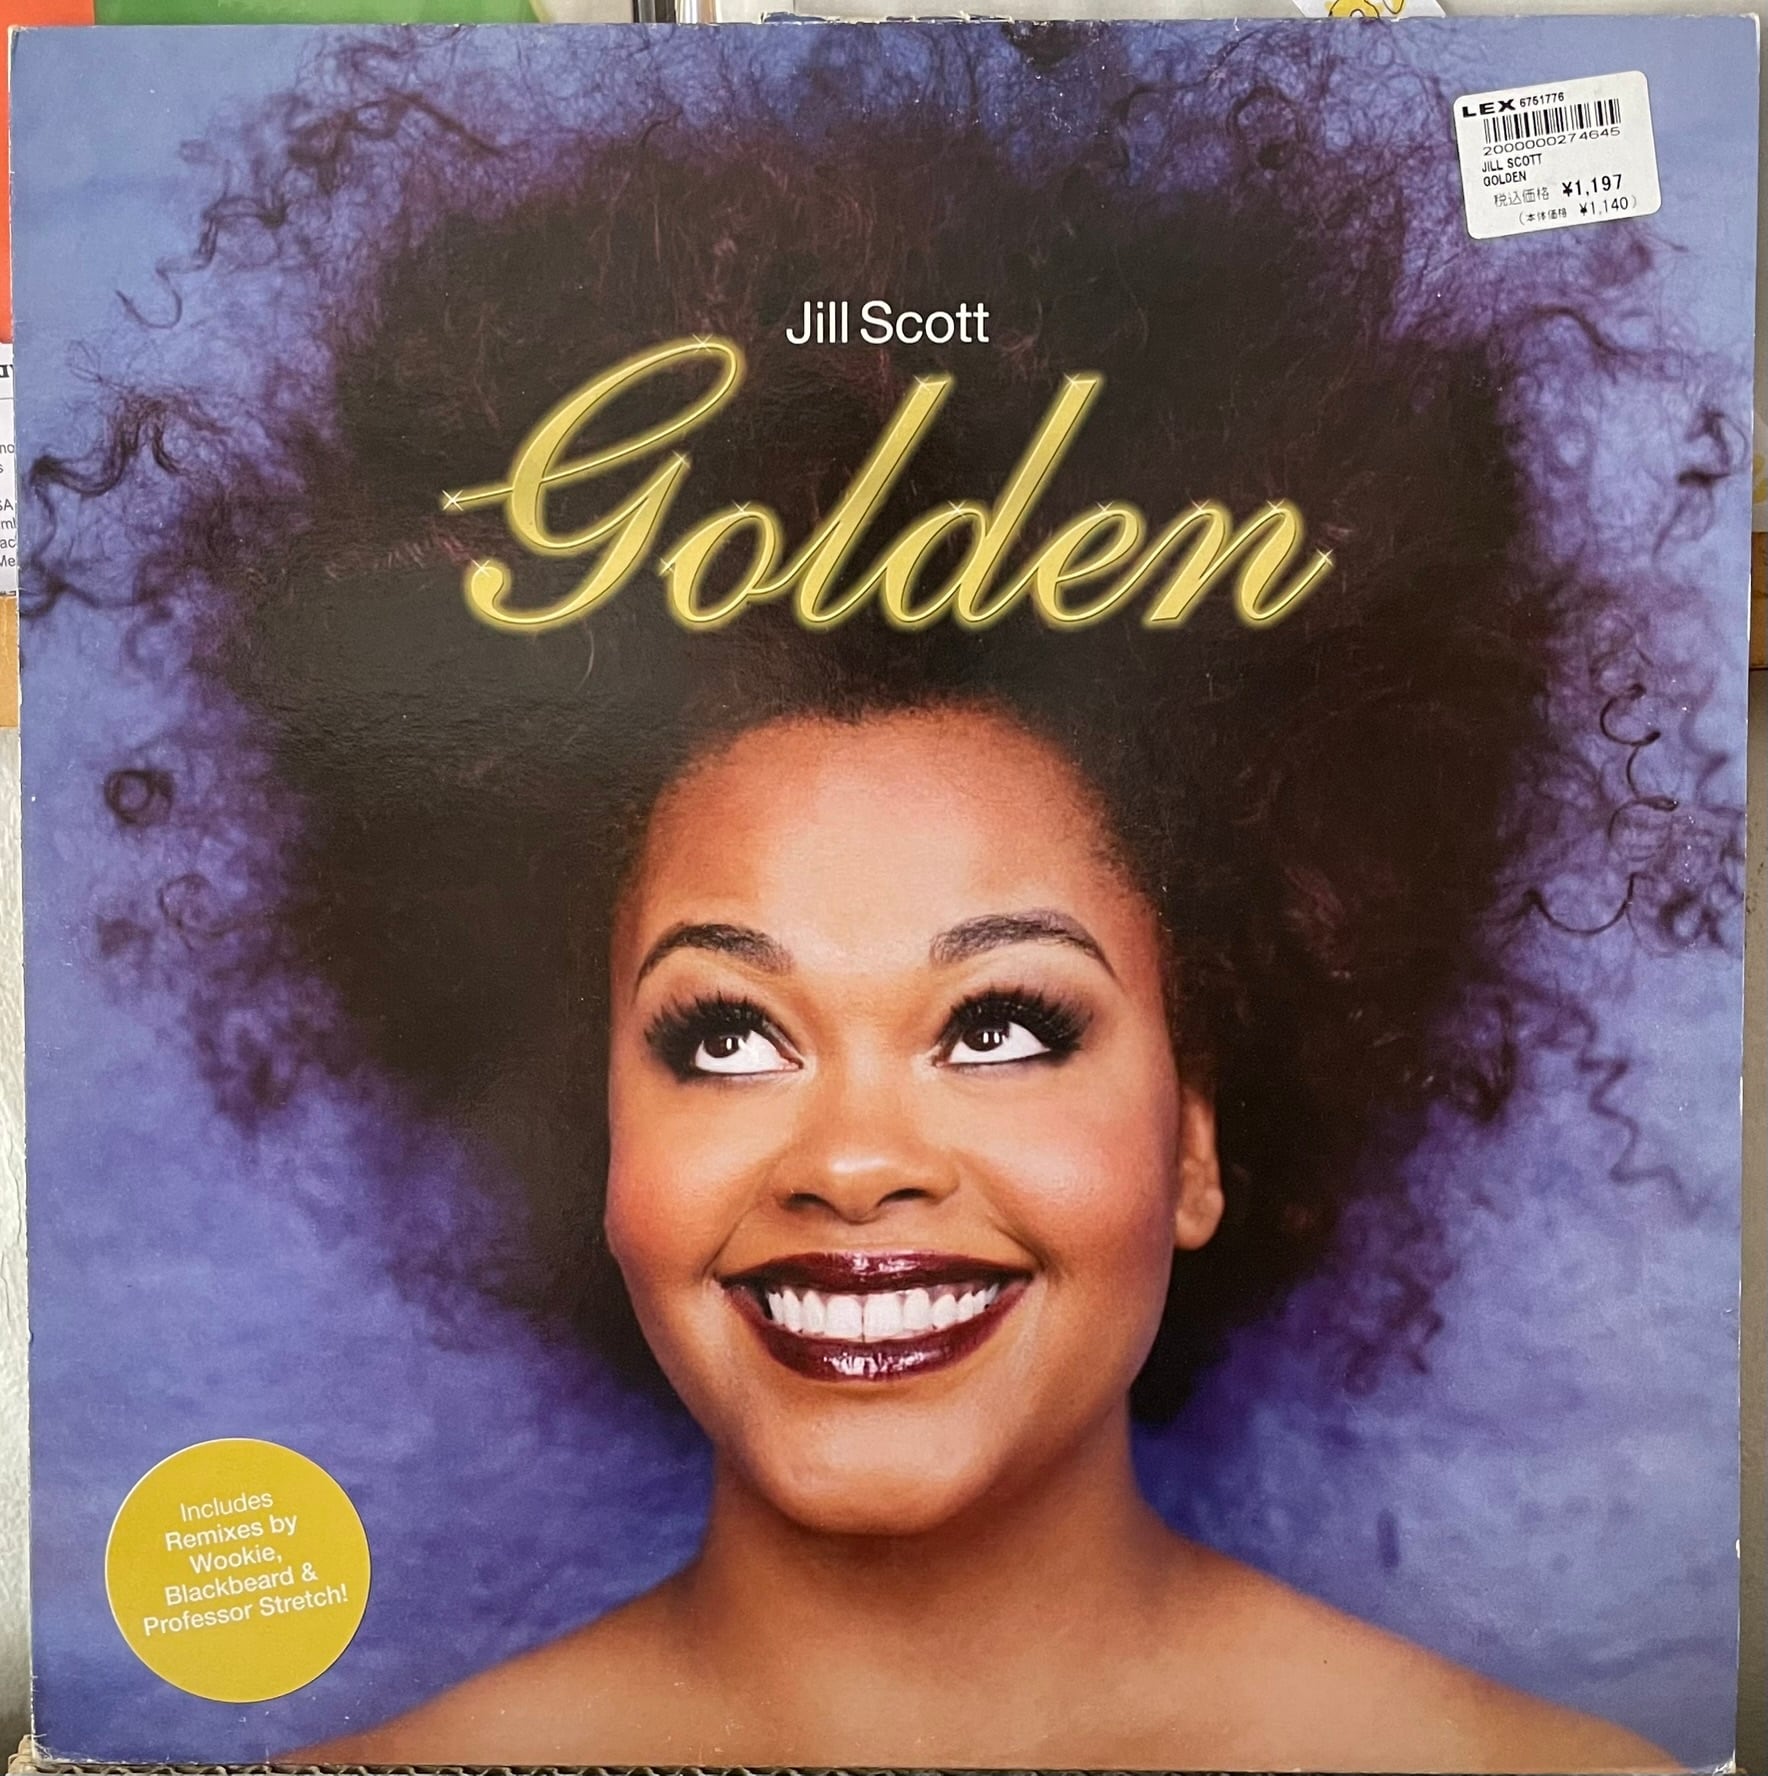 LEX 6751776
2000000274645
JILL SCOTT
GOLDEN
税込価格 ¥1,197
(本体価格 ¥1,140)
Jill Scott
Golden
Includes
Remixes by
Wookie,
Blackbeard &
Professor Stretch!